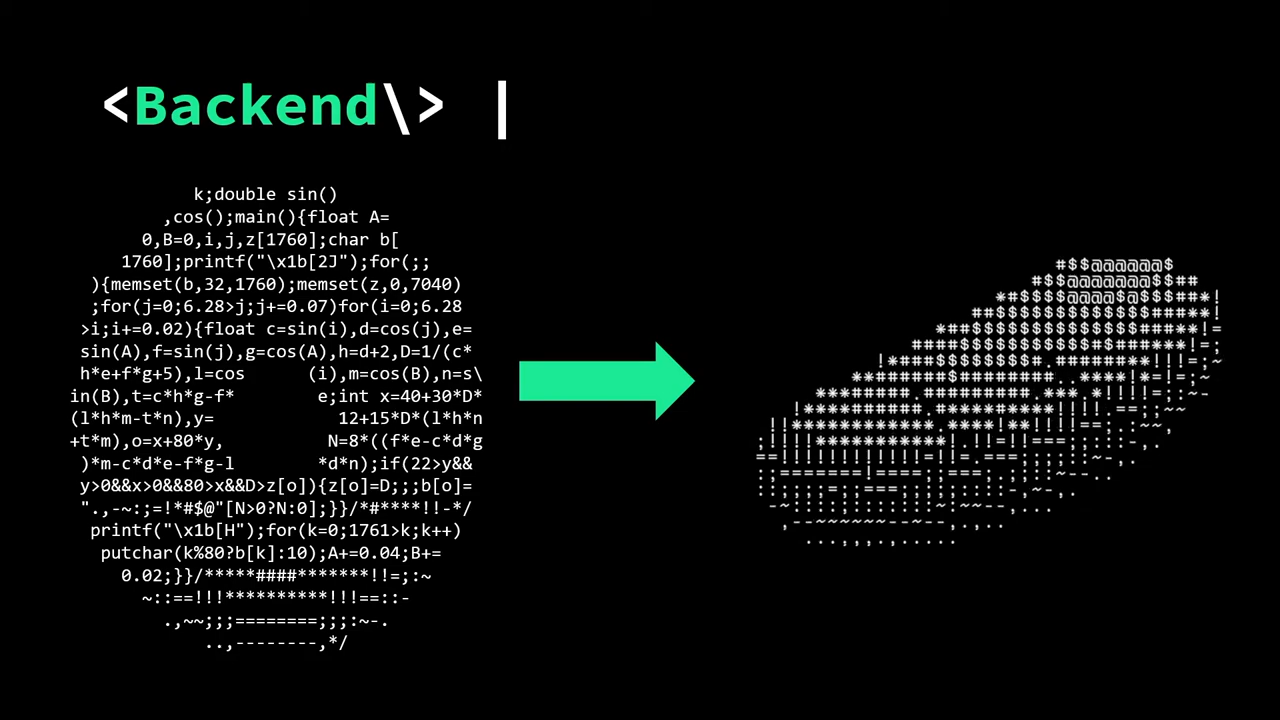 <Backend\> |
k;double sin()
,cos();main(){float A=
0,B=0,i,j,z[1760];char b[
1760];printf("\x1b[2J");for(;;
){memset(b,32,1760);memset(z,0,7040)
;for(j=0;6.28>j;j+=0.07)for(i=0;6.28
>i;i+=0.02){float c=sin(i),d=cos(j),e=
sin(A),f=sin(j),g=cos(A),h=d+2,D=1/(c*
h*e+f*g+5),l=cos (i),m=cos(B),n=s\
in(B),t=c*h*g-f* e;int x=40+30*D*
(l*h*m-t*n),y= 12+15*D*(l*h*n
+t*m),o=x+80*y, N=8*((f*e-c*d*g
)*m-c*d*e-f*g-l *d*n);if(22>y&&
y>0&&x>0&&80>x&&D>z[o]){z[o]=D;;;b[o]=
".,-~:;=!*#$@"[N>0?N:0];}}/*#****!!-*/
printf("\x1b[H");for(k=0;1761>k;k++)
putchar(k%80?b[k]:10);A+=0.04;B+=
0.02;}}/*****####*******!!=;:~
~::==!!!**********!!!==::-
.,~~;;;========;;;:~-.
..,--------,*/